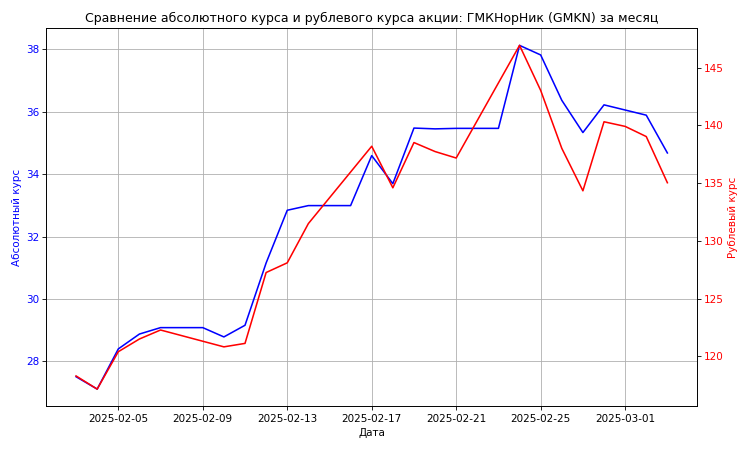 Сравнение абсолютного курса и рублевого курса акции: ГМКНорНик (GMKN) за месяц
38
36
34
32
30
28
Абсолютный курс
145
140
135
130
125
120
Рублевый курс
2025-02-05 2025-02-09 2025-02-13 2025-02-17 2025-02-21 2025-02-25 2025-03-01
Дата